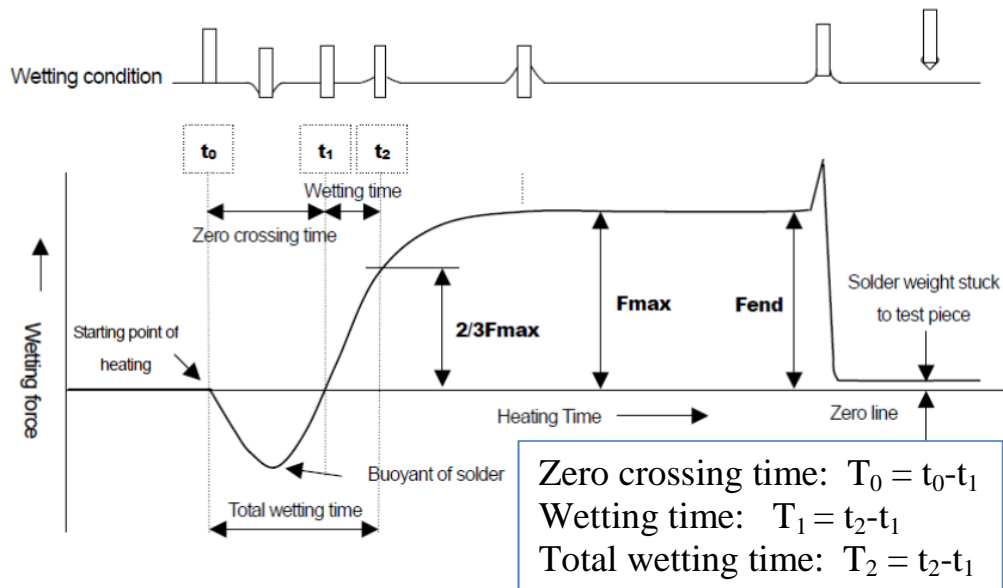 Wetting condition
t₀
t₁
t₂
Wetting time
Zero crossing time
Wetting force
Starting point of
heating
2/3Fmax
Fmax
Fend
Solder weight stuck
to test piece
Heating Time
Zero line
Buoyant of solder
Total wetting time
Zero crossing time: T₀ = t₀-t₁
Wetting time: T₁ = t₂-t₁
Total wetting time: T₂ = t₂-t₁